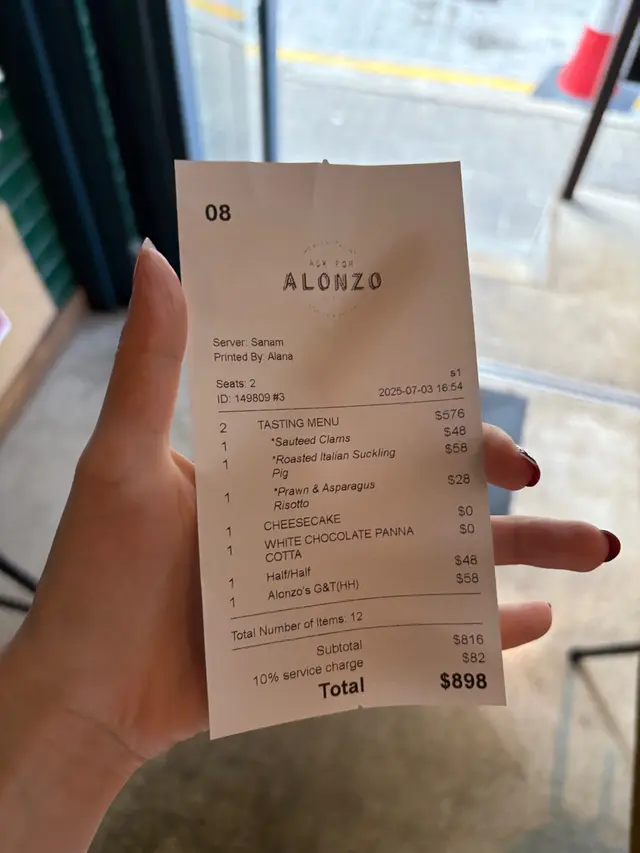 08
ASK FOR
ALONZO
Server: Sanam
Printed By: Alana
Seats: 2 s1
ID: 149809 #3 2025-07-03 16:54
2 TASTING MENU $576
1 *Sauteed Clams $48
1 *Roasted Italian Suckling $58
Pig
1 *Prawn & Asparagus $28
Risotto
1 CHEESECAKE $0
1 WHITE CHOCOLATE PANNA $0
COTTA
1 Half/Half $48
1 Alonzo's G&T(HH) $58
Total Number of Items: 12
Subtotal $816
10% service charge $82
Total $898